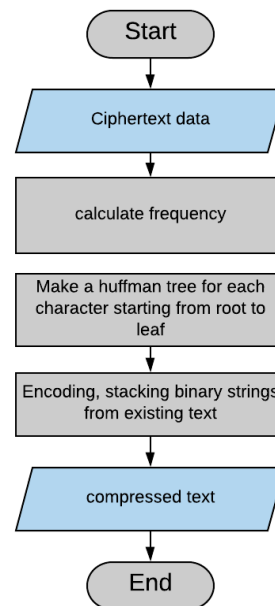 Start
Ciphertext data
calculate frequency
Make a huffman tree for each
character starting from root to
leaf
Encoding, stacking binary strings
from existing text
compressed text
End